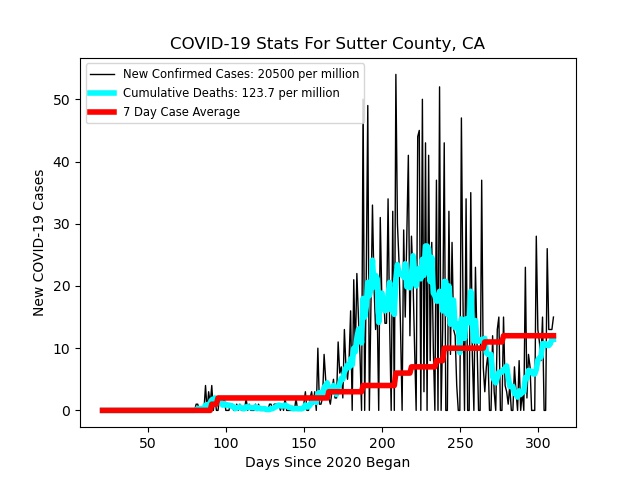 COVID-19 Stats For Sutter County, CA
New Confirmed Cases: 20500 per million
Cumulative Deaths: 123.7 per million
7 Day Case Average
50
40
30
20
10
0
New COVID-19 Cases
50 100 150 200 250 300
Days Since 2020 Began